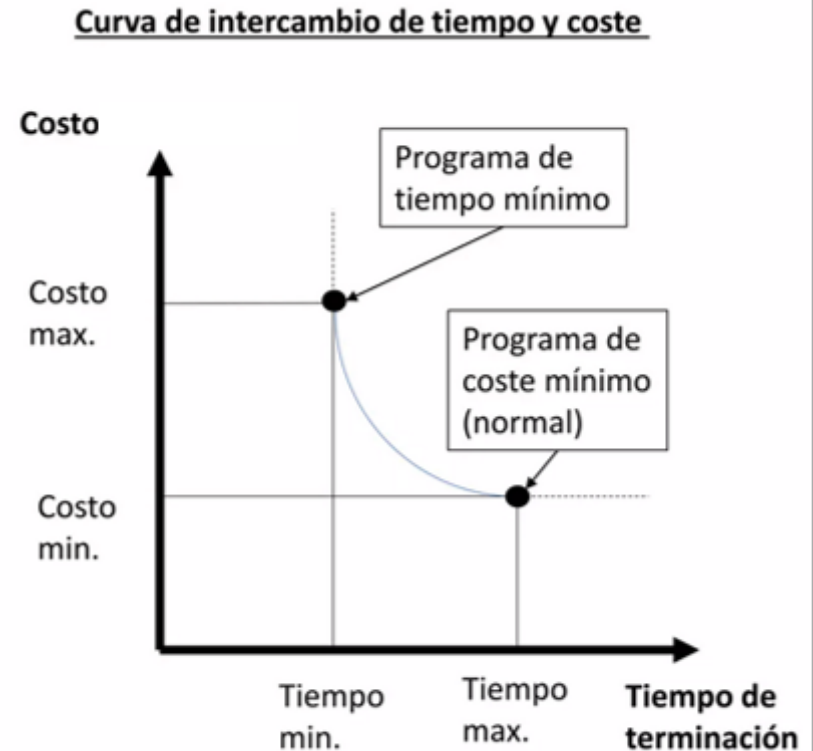 Curva de intercambio de tiempo y coste
Costo
Programa de
tiempo mínimo
Costo
max.
Programa de
coste mínimo
(normal)
Costo
min.
Tiempo
min.
Tiempo
max.
Tiempo de
terminación